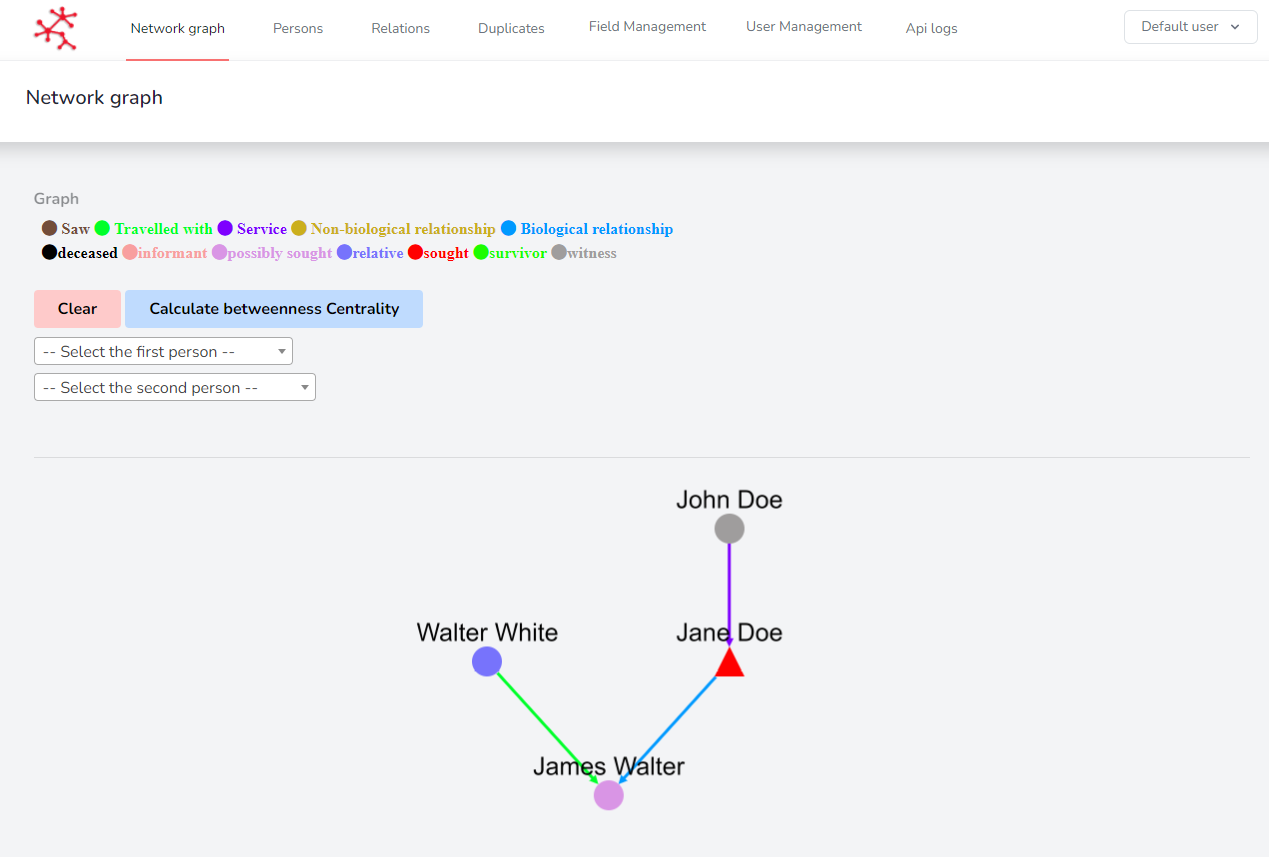 Network graph Persons Relations Duplicates Field Management User Management Api logs Default user
Network graph
Graph
Saw Travelled with Service Non-biological relationship Biological relationship
deceased informant possibly sought relative sought survivor witness
Clear Calculate betweenness Centrality
-- Select the first person --
-- Select the second person --
John Doe
Walter White Jane Doe
James Walter